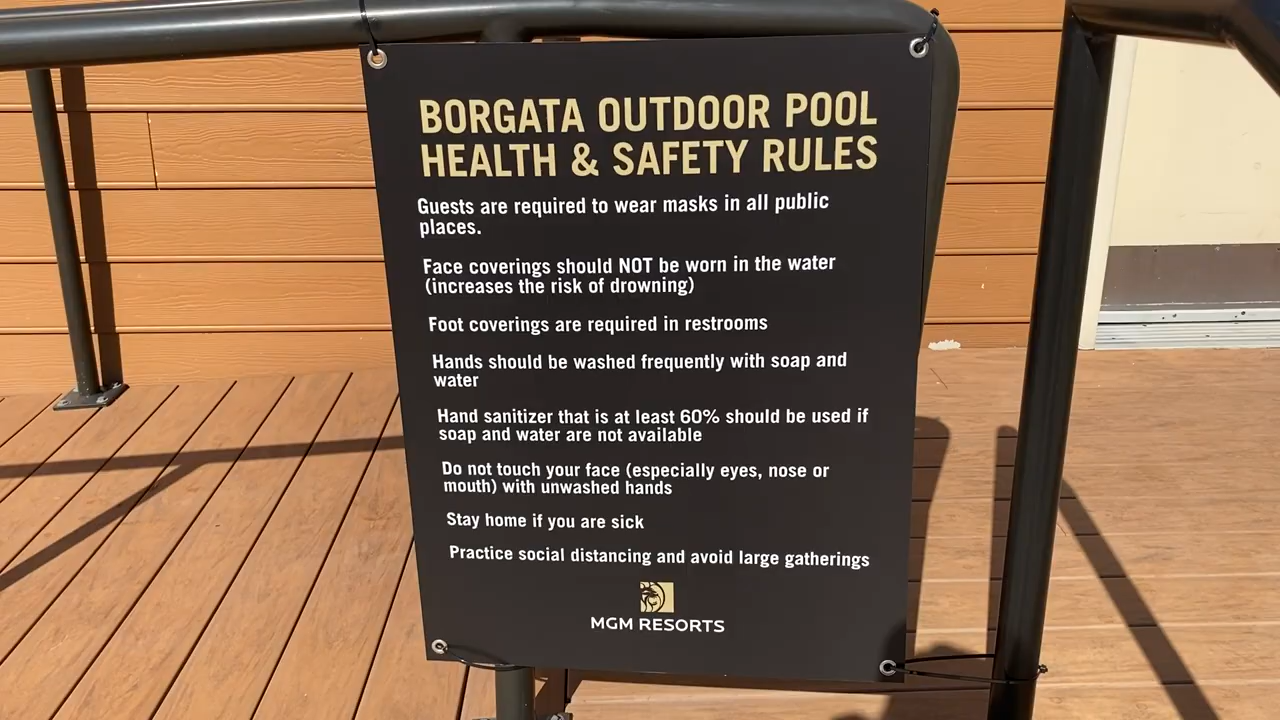 BORGATA OUTDOOR POOL
HEALTH & SAFETY RULES
Guests are required to wear masks in all public
places.
Face coverings should NOT be worn in the water
(increases the risk of drowning)
Foot coverings are required in restrooms
Hands should be washed frequently with soap and
water
Hand sanitizer that is at least 60% should be used if
soap and water are not available
Do not touch your face (especially eyes, nose or
mouth) with unwashed hands
Stay home if you are sick
Practice social distancing and avoid large gatherings
MGM RESORTS